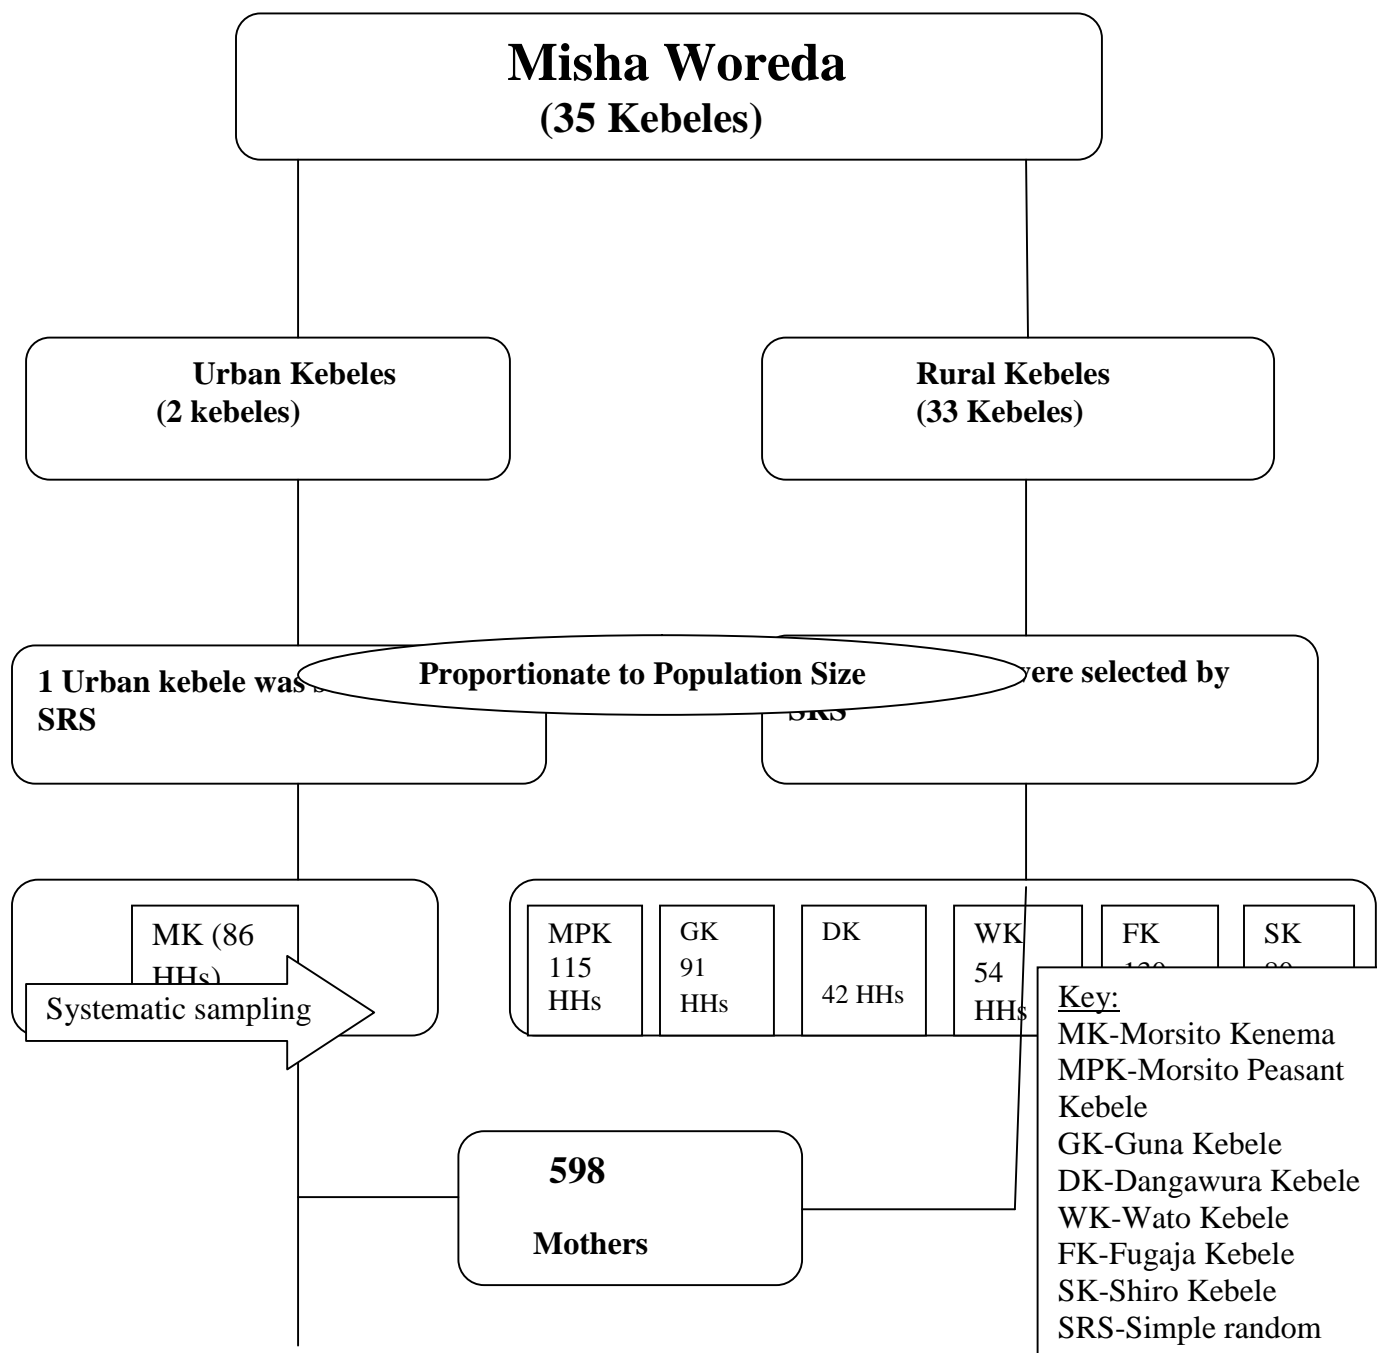 Misha Woreda
(35 Kebeles)
Urban Kebeles
(2 kebeles)
Rural Kebeles
(33 Kebeles)
1 Urban kebele was
SRS
Proportionate to Population Size
were selected by
SRS
MK (86
HHs)
Systematic sampling
MPK
115
HHs
GK
91
HHs
DK
42 HHs
WK
54
HHs
FK
SK
598
Mothers
Key:
MK-Morsito Kenema
MPK-Morsito Peasant
Kebele
GK-Guna Kebele
DK-Dangawura Kebele
WK-Wato Kebele
FK-Fugaja Kebele
SK-Shiro Kebele
SRS-Simple random